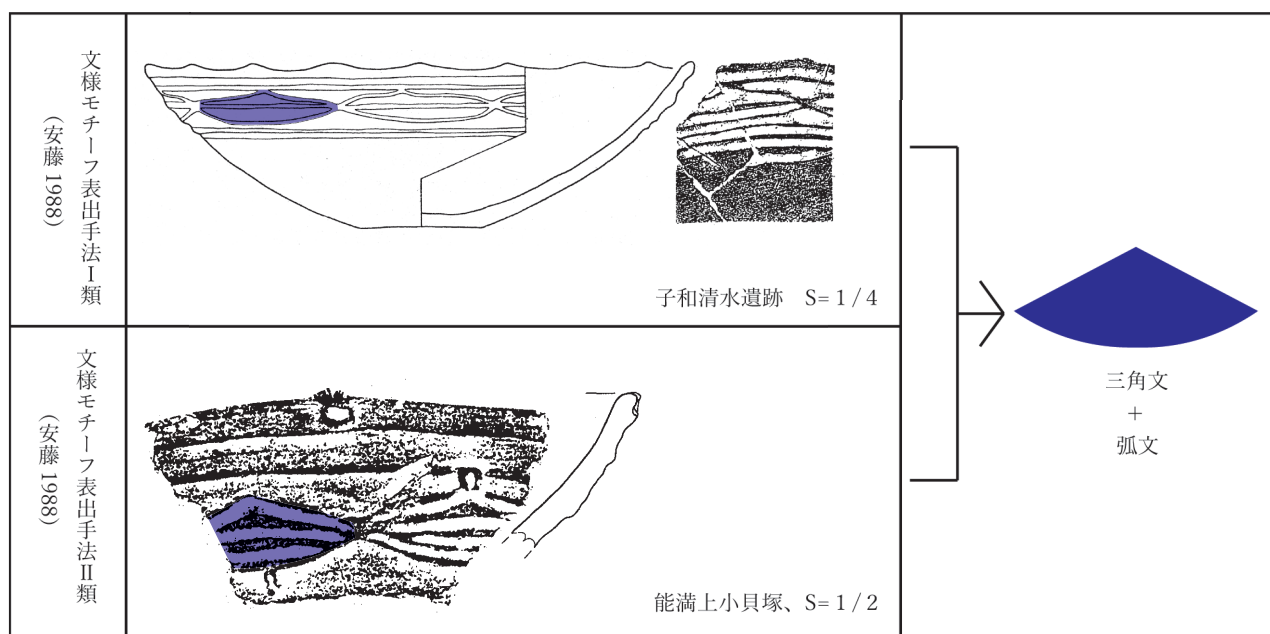 文様モチーフ表出手法Ⅰ類
（安藤 1988）
子和清水遺跡　S= 1 / 4
文様モチーフ表出手法Ⅱ類
（安藤 1988）
能満上小貝塚、S= 1 / 2
三角文
+
弧文